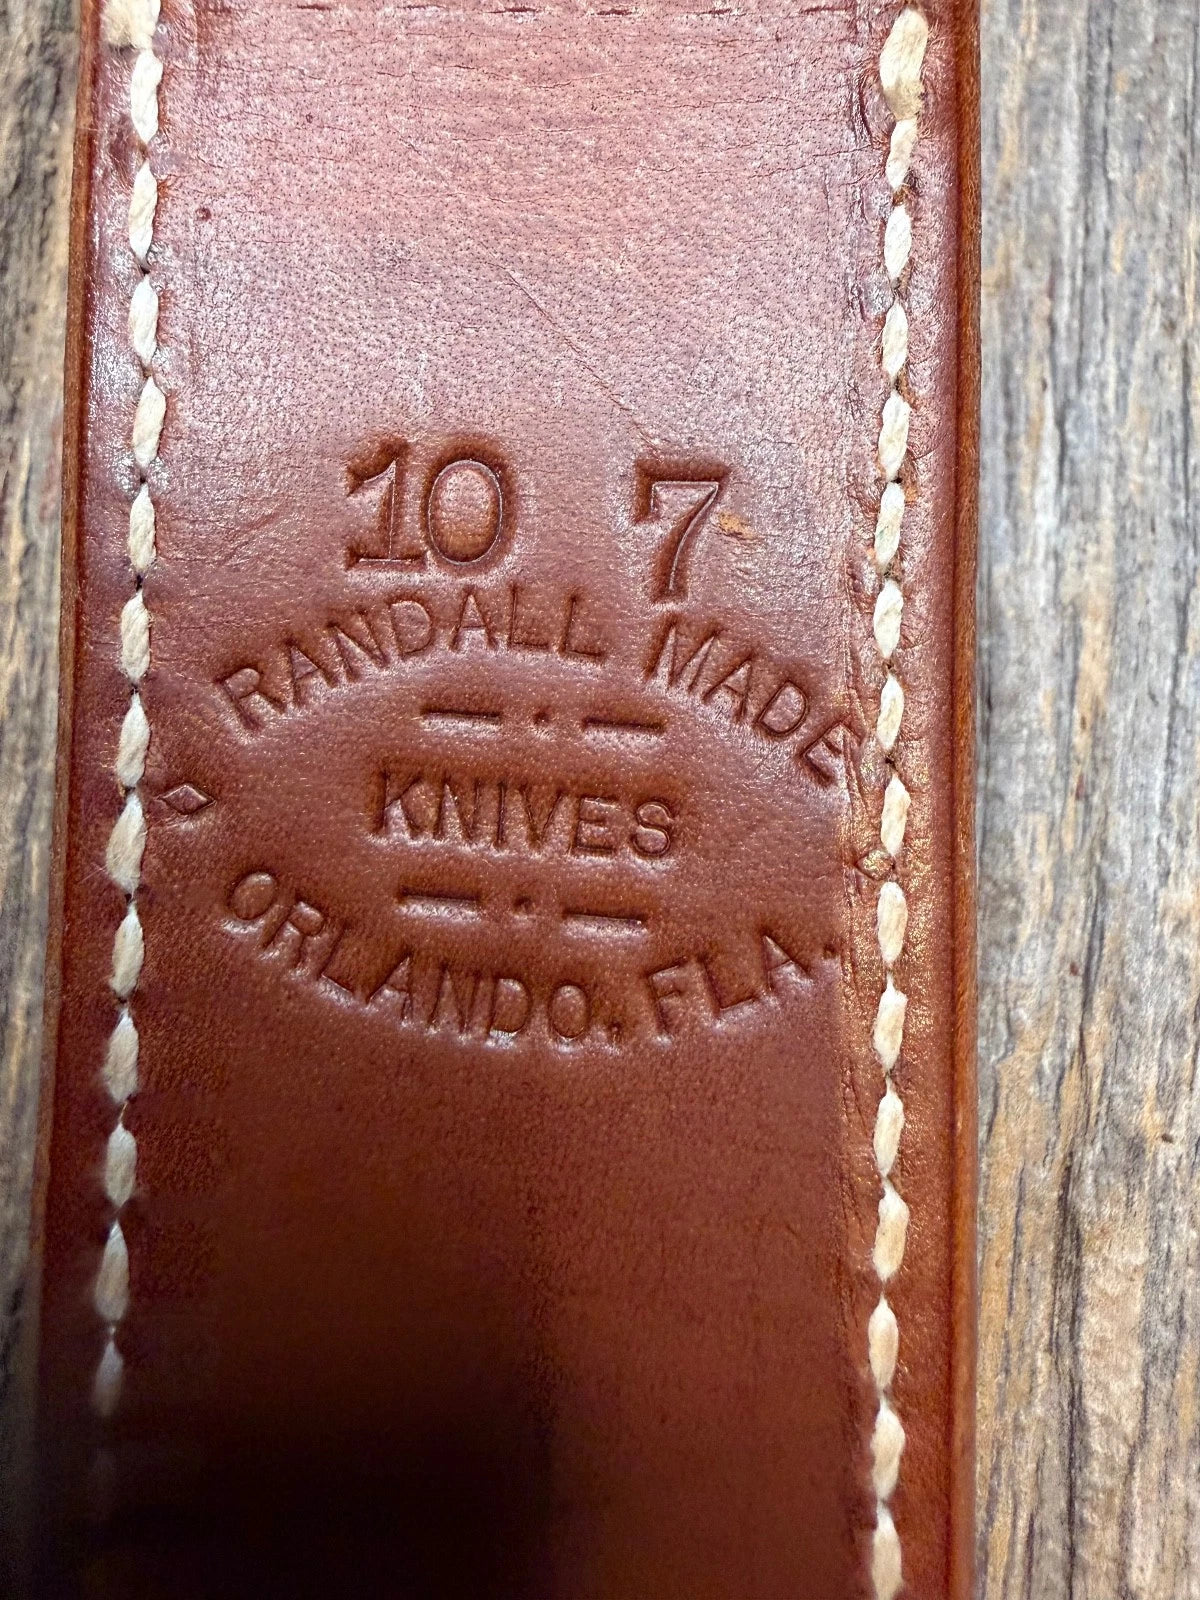 10 7
RANDALL MADE
KNIVES
ORLANDO, FLA.